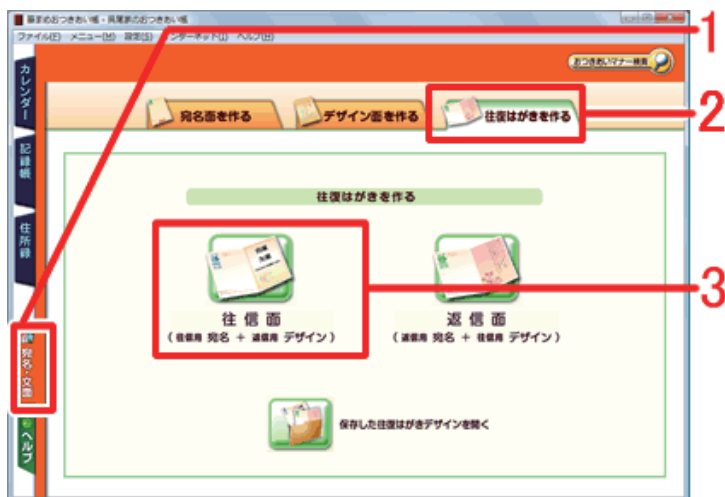 筆まめおつきあい帳 - 呉尾家のおつきあい帳
ファイル(F) メニュー(M) 設定(S) インターネット(I) ヘルプ(H)
1
おつきあいマナー検索
カレンダー
宛名面を作る
デザイン面を作る
往復はがきを作る
2
記録帳
往復はがきを作る
住所録
3
往信面
(往信用 宛名 + 返信用 デザイン)
返信面
(返信用 宛名 + 往信用 デザイン)
宛名・文面
保存した往復はがきデザインを開く
ヘルプ